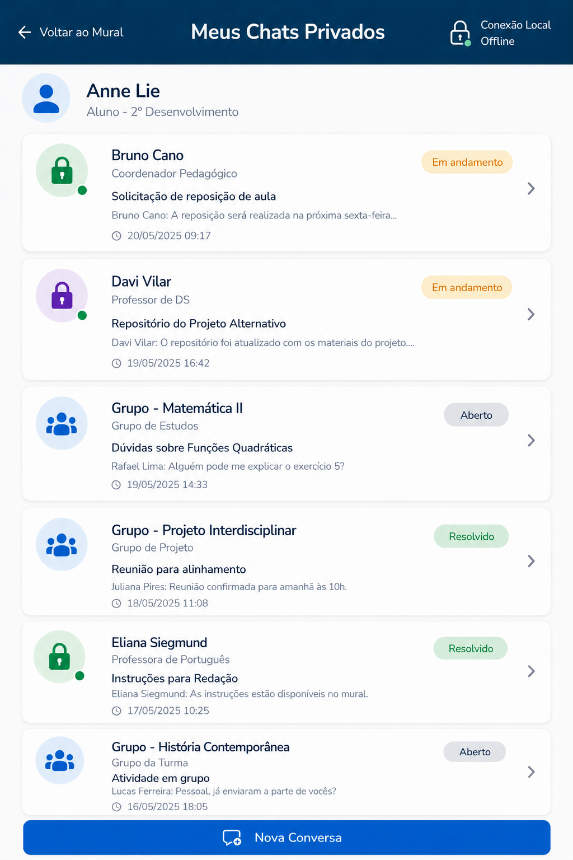 Voltar ao Mural
Meus Chats Privados
Conexão Local
Offline
Anne Lie
Aluno - 2º Desenvolvimento
Bruno Cano
Em andamento
Coordenador Pedagógico
Solicitação de reposição de aula
Bruno Cano: A reposição será realizada na próxima sexta-feira...
20/05/2025 09:17
Davi Vilar
Em andamento
Professor de DS
Repositório do Projeto Alternativo
Davi Vilar: O repositório foi atualizado com os materiais do projeto....
19/05/2025 16:42
Grupo - Matemática II
Aberto
Grupo de Estudos
Dúvidas sobre Funções Quadráticas
Rafael Lima: Alguém pode me explicar o exercício 5?
19/05/2025 14:33
Grupo - Projeto Interdisciplinar
Resolvido
Grupo de Projeto
Reunião para alinhamento
Juliana Pires: Reunião confirmada para amanhã às 10h.
18/05/2025 11:08
Eliana Siegmund
Resolvido
Professora de Português
Instruções para Redação
Eliana Siegmund: As instruções estão disponíveis no mural.
17/05/2025 10:25
Grupo - História Contemporânea
Aberto
Grupo da Turma
Atividade em grupo
Lucas Ferreira: Pessoal, já enviaram a parte de vocês?
16/05/2025 18:05
Nova Conversa